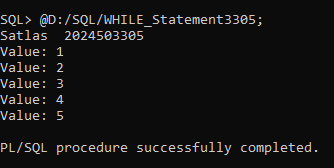 SQL> @D:/SQL/WHILE_Statement3305;
Satlas  2024503305
Value: 1
Value: 2
Value: 3
Value: 4
Value: 5

PL/SQL procedure successfully completed.